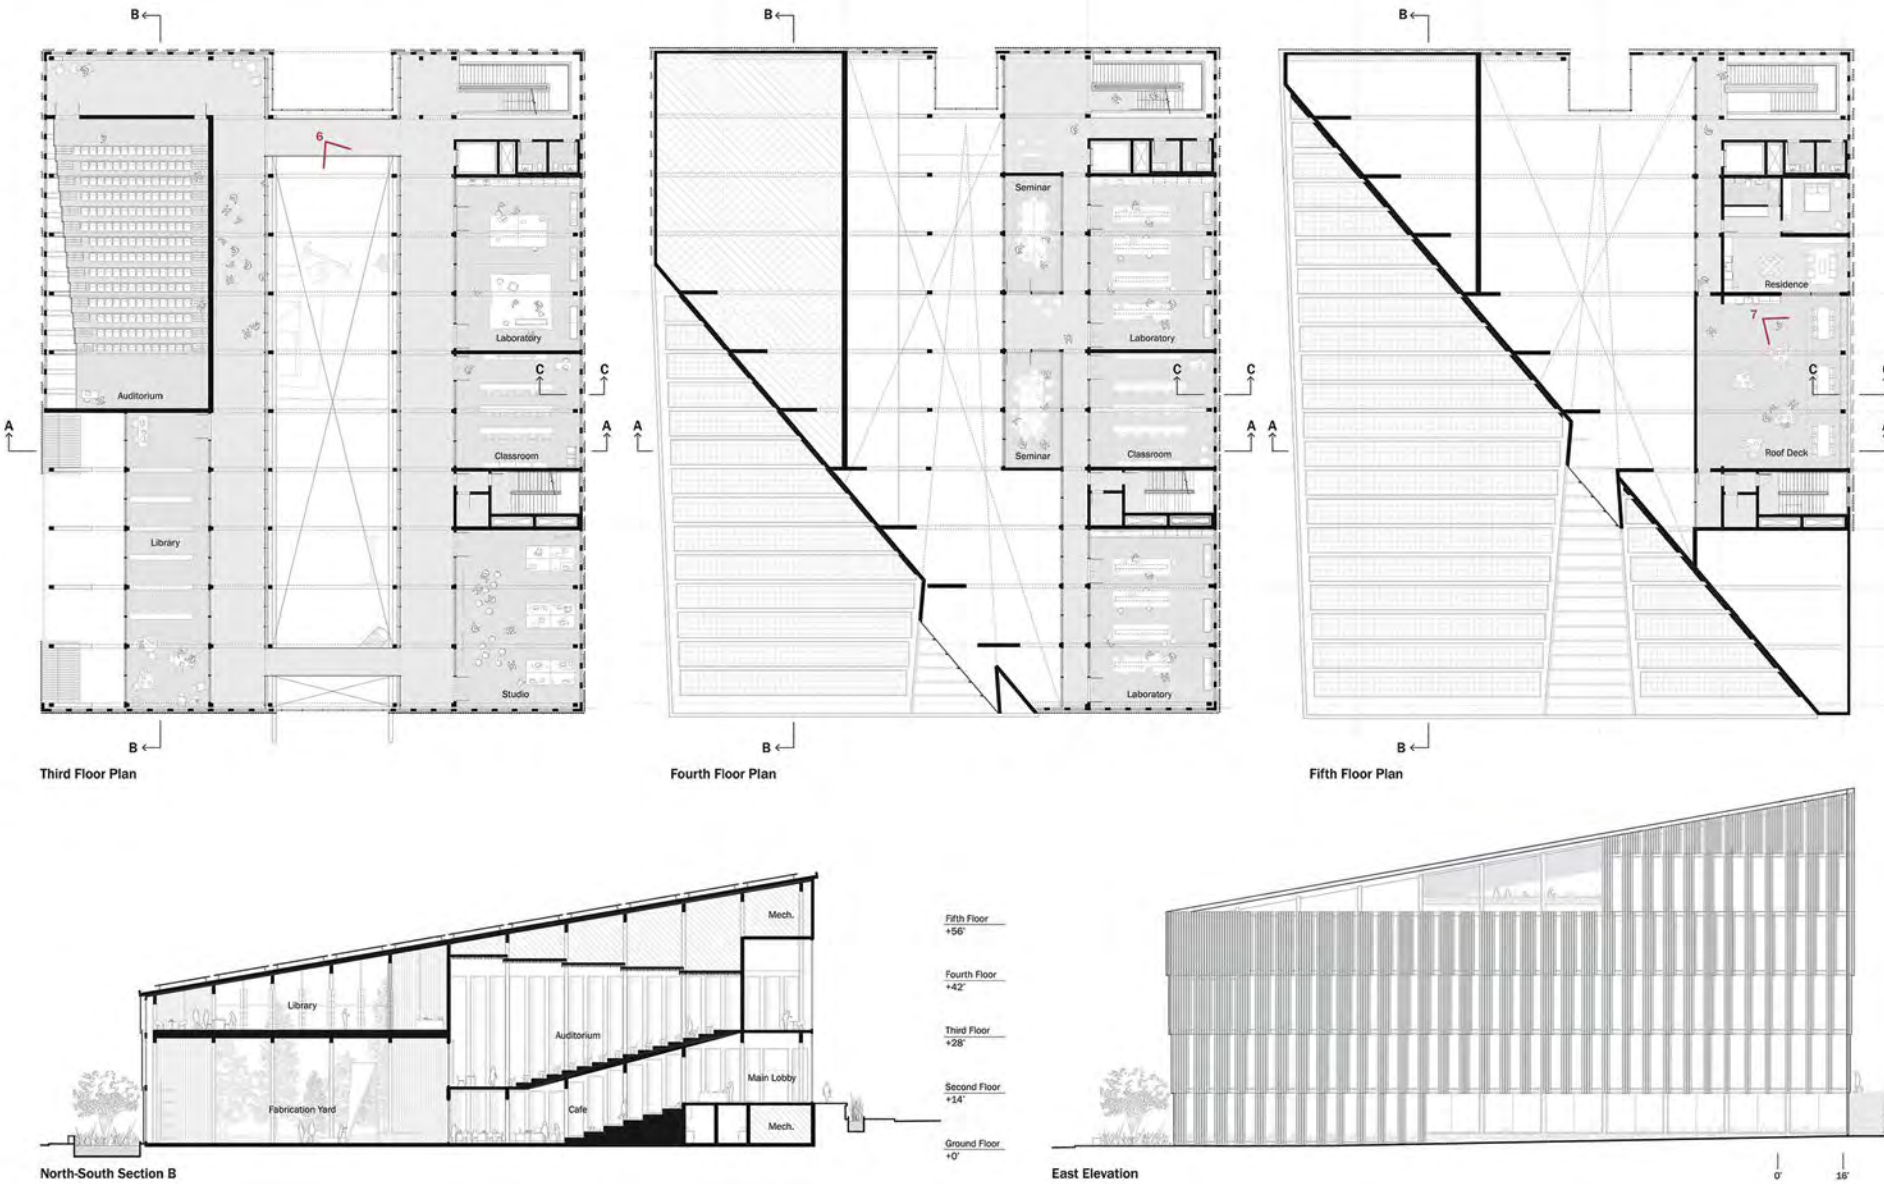 B
B
B
6
Seminar
7
Residence
Laboratory
Laboratory
C
C
C
C
C
Auditorium
A
A
A
A
A
Classroom
Seminar
Classroom
Roof Deck
Library
Studio
Laboratory
B
B
B
Third Floor Plan
Fourth Floor Plan
Fifth Floor Plan
Mech.
Library
Auditorium
Main Lobby
Fabrication Yard
Cafe
Mech.
North-South Section B
Fifth Floor
+56'
Fourth Floor
+42'
Third Floor
+28'
Second Floor
+14'
Ground Floor
+0'
East Elevation
0'
16'